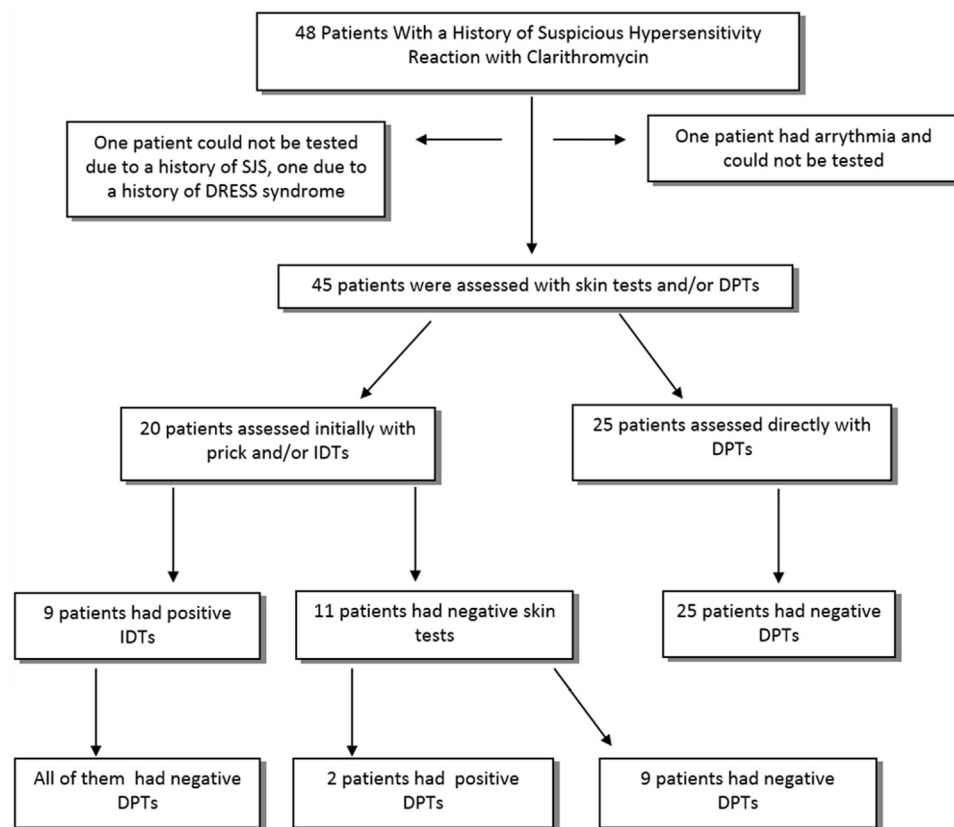 48 Patients With a History of Suspicious Hypersensitivity
Reaction with Clarithromycin
One patient could not be tested
due to a history of SJS, one due to
a history of DRESS syndrome
One patient had arrythmia and
could not be tested
45 patients were assessed with skin tests and/or DPTs
20 patients assessed initially with
prick and/or IDTs
25 patients assessed directly with
DPTs
9 patients had positive
IDTs
11 patients had negative skin
tests
25 patients had negative
DPTs
All of them had negative
DPTs
2 patients had positive
DPTs
9 patients had negative
DPTs